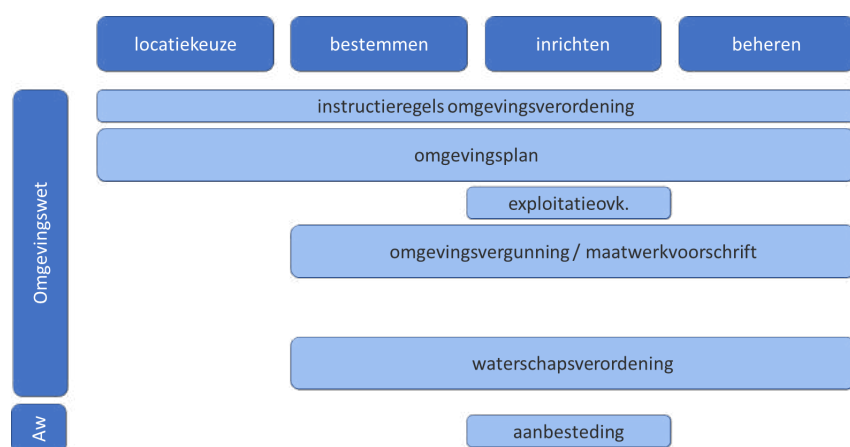 locatiekeuze
bestemmen
inrichten
beheren
Omgevingswet
instructieregels omgevingsverordening
omgevingsplan
exploitatieovk.
omgevingsvergunning / maatwerkvoorschrift
waterschapsverordening
Aw
aanbesteding